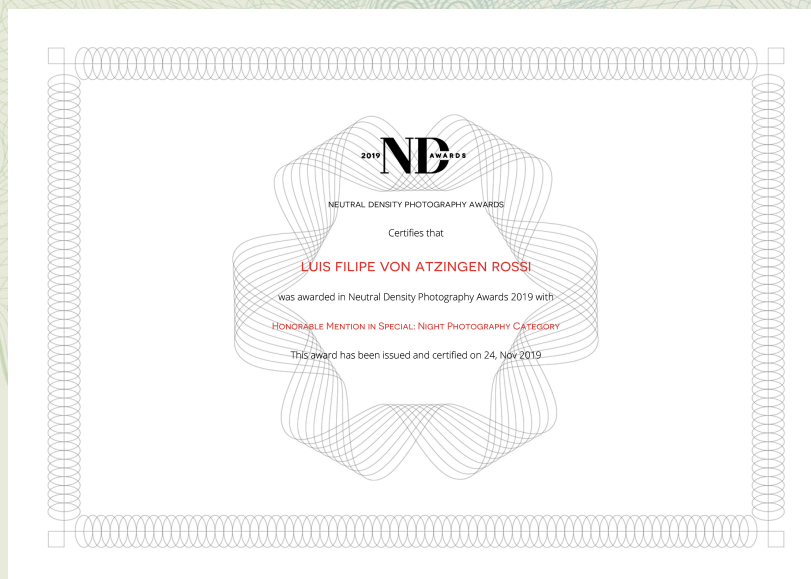 2019 ND AWARDS
NEUTRAL DENSITY PHOTOGRAPHY AWARDS
Certifies that
LUIS FILIPE VON ATZINGEN ROSSI
was awarded in Neutral Density Photography Awards 2019 with
HONORABLE MENTION IN SPECIAL: NIGHT PHOTOGRAPHY CATEGORY
This award has been issued and certified on 24, Nov 2019